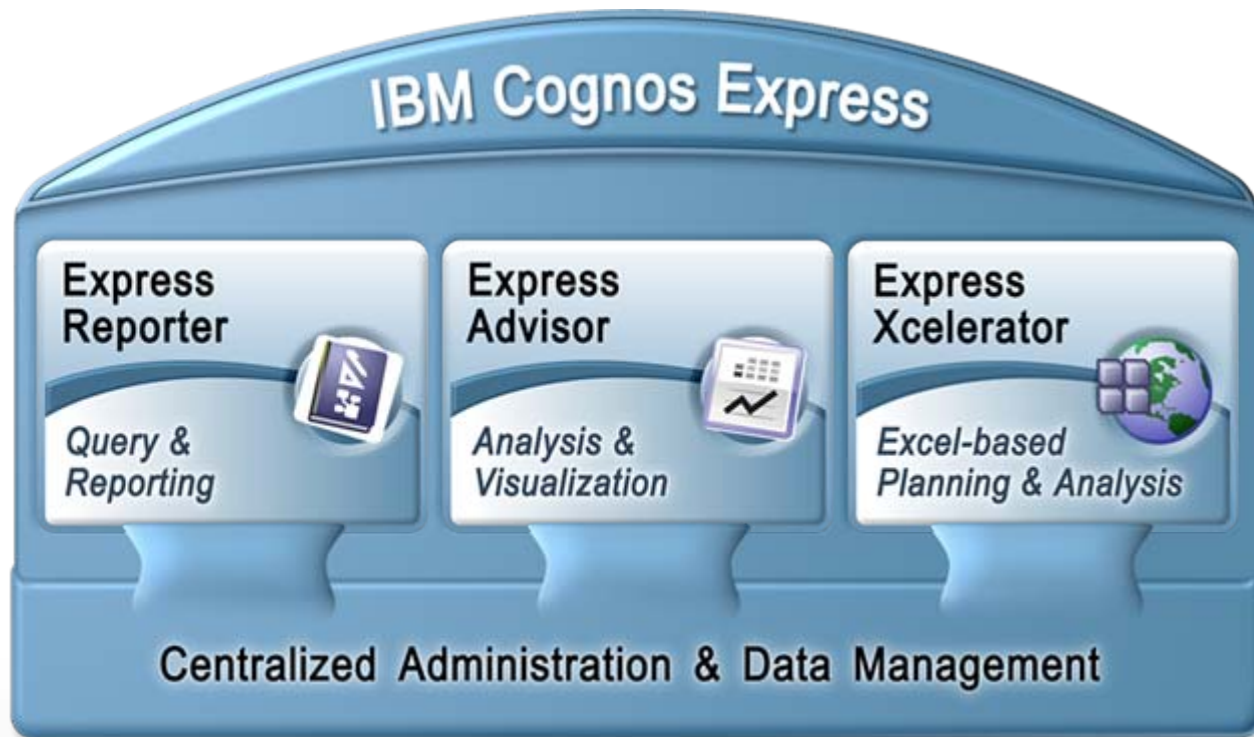 IBM Cognos Express
Express
Reporter
Query &
Reporting
Express
Advisor
Analysis &
Visualization
Express
Xcelerator
Excel-based
Planning & Analysis
Centralized Administration & Data Management